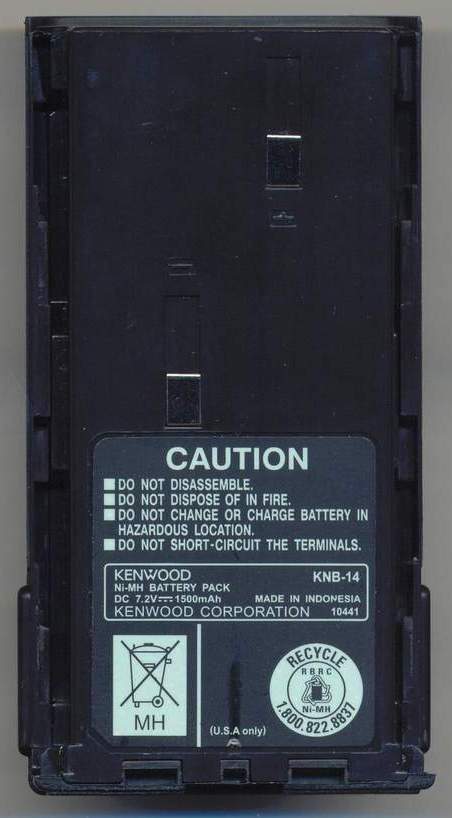 CAUTION
DO NOT DISASSEMBLE.
DO NOT DISPOSE OF IN FIRE.
DO NOT CHANGE OR CHARGE BATTERY IN
HAZARDOUS LOCATION.
DO NOT SHORT-CIRCUIT THE TERMINALS.
KENWOOD KNB-14
Ni-MH BATTERY PACK
DC 7.2V⎓1500mAh MADE IN INDONESIA
KENWOOD CORPORATION 10441
MH
(U.S.A only)
RECYCLE
RBRC
Ni-MH
1.800.822.8837